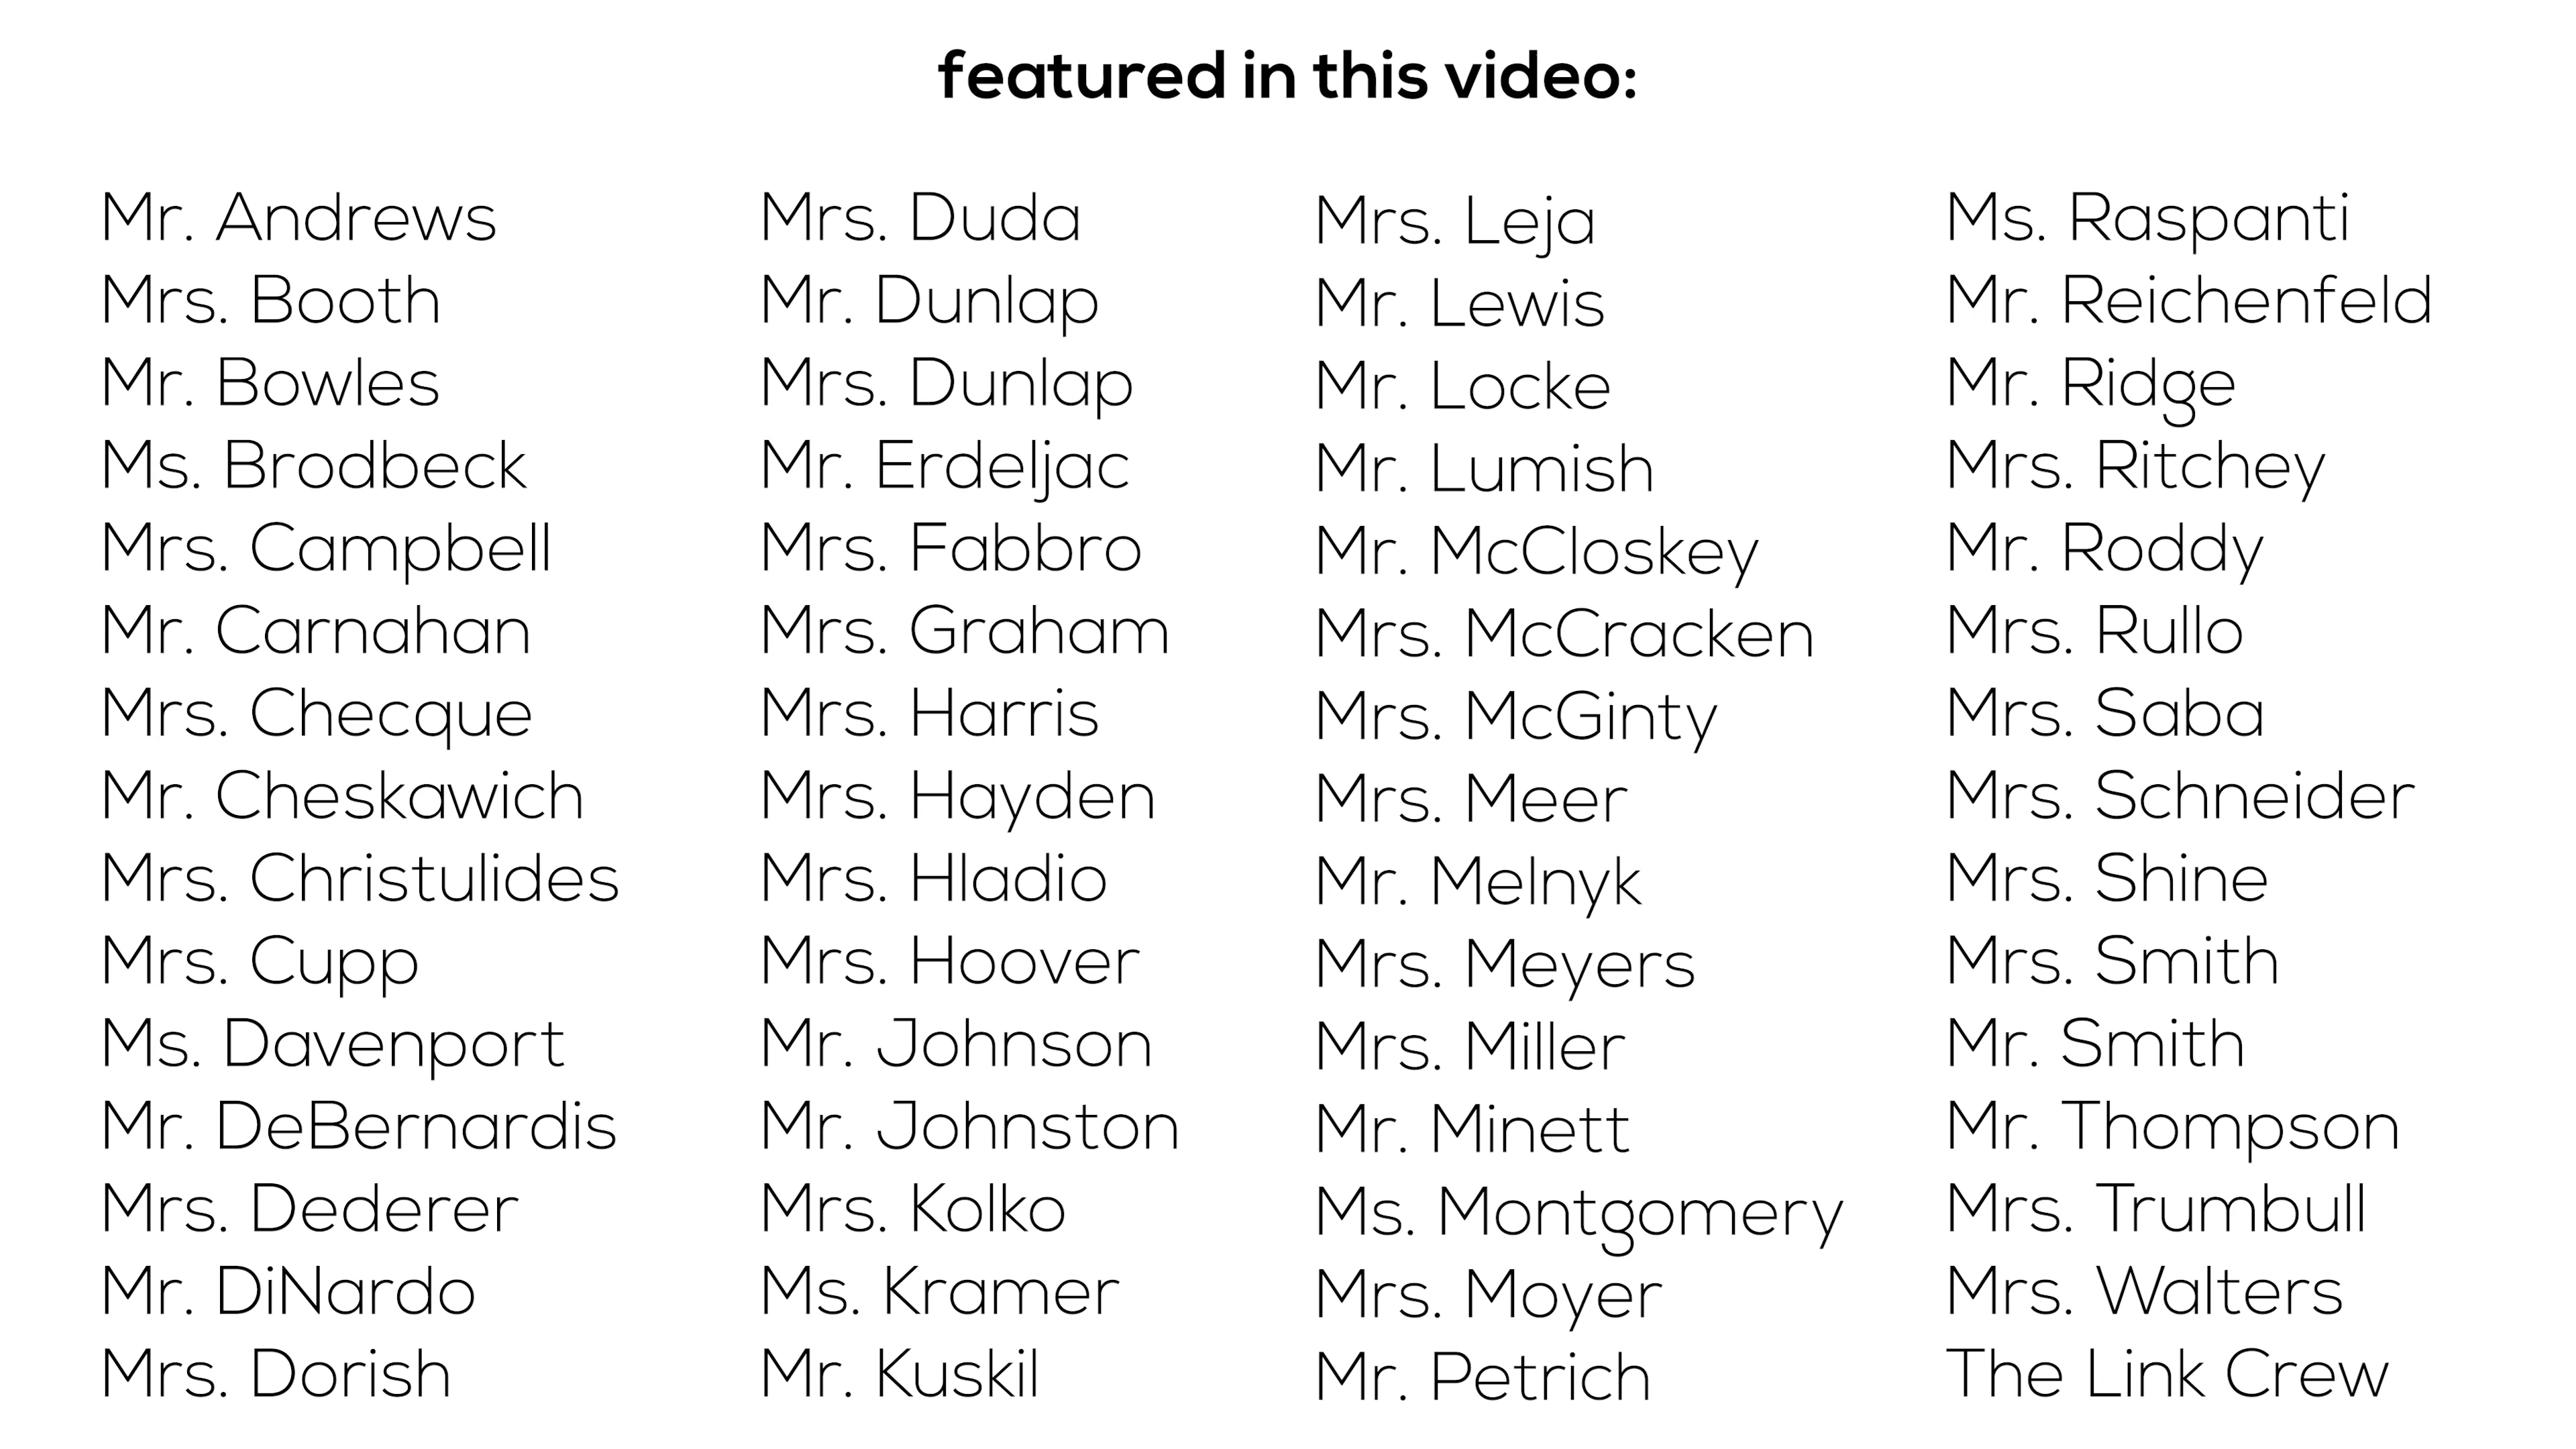 featured in this video:
Mr. Andrews
Mrs. Booth
Mr. Bowles
Ms. Brodbeck
Mrs. Campbell
Mr. Carnahan
Mrs. Checque
Mr. Cheskawich
Mrs. Christulides
Mrs. Cupp
Ms. Davenport
Mr. DeBernardis
Mrs. Dederer
Mr. DiNardo
Mrs. Dorish
Mrs. Duda
Mr. Dunlap
Mrs. Dunlap
Mr. Erdeljac
Mrs. Fabbro
Mrs. Graham
Mrs. Harris
Mrs. Hayden
Mrs. Hladio
Mrs. Hoover
Mr. Johnson
Mr. Johnston
Mrs. Kolko
Ms. Kramer
Mr. Kuskil
Mrs. Leja
Mr. Lewis
Mr. Locke
Mr. Lumish
Mr. McCloskey
Mrs. McCracken
Mrs. McGinty
Mrs. Meer
Mr. Melnyk
Mrs. Meyers
Mrs. Miller
Mr. Minett
Ms. Montgomery
Mrs. Moyer
Mr. Petrich
Ms. Raspanti
Mr. Reichenfeld
Mr. Ridge
Mrs. Ritchey
Mr. Roddy
Mrs. Rullo
Mrs. Saba
Mrs. Schneider
Mrs. Shine
Mrs. Smith
Mr. Smith
Mr. Thompson
Mrs. Trumbull
Mrs. Walters
The Link Crew